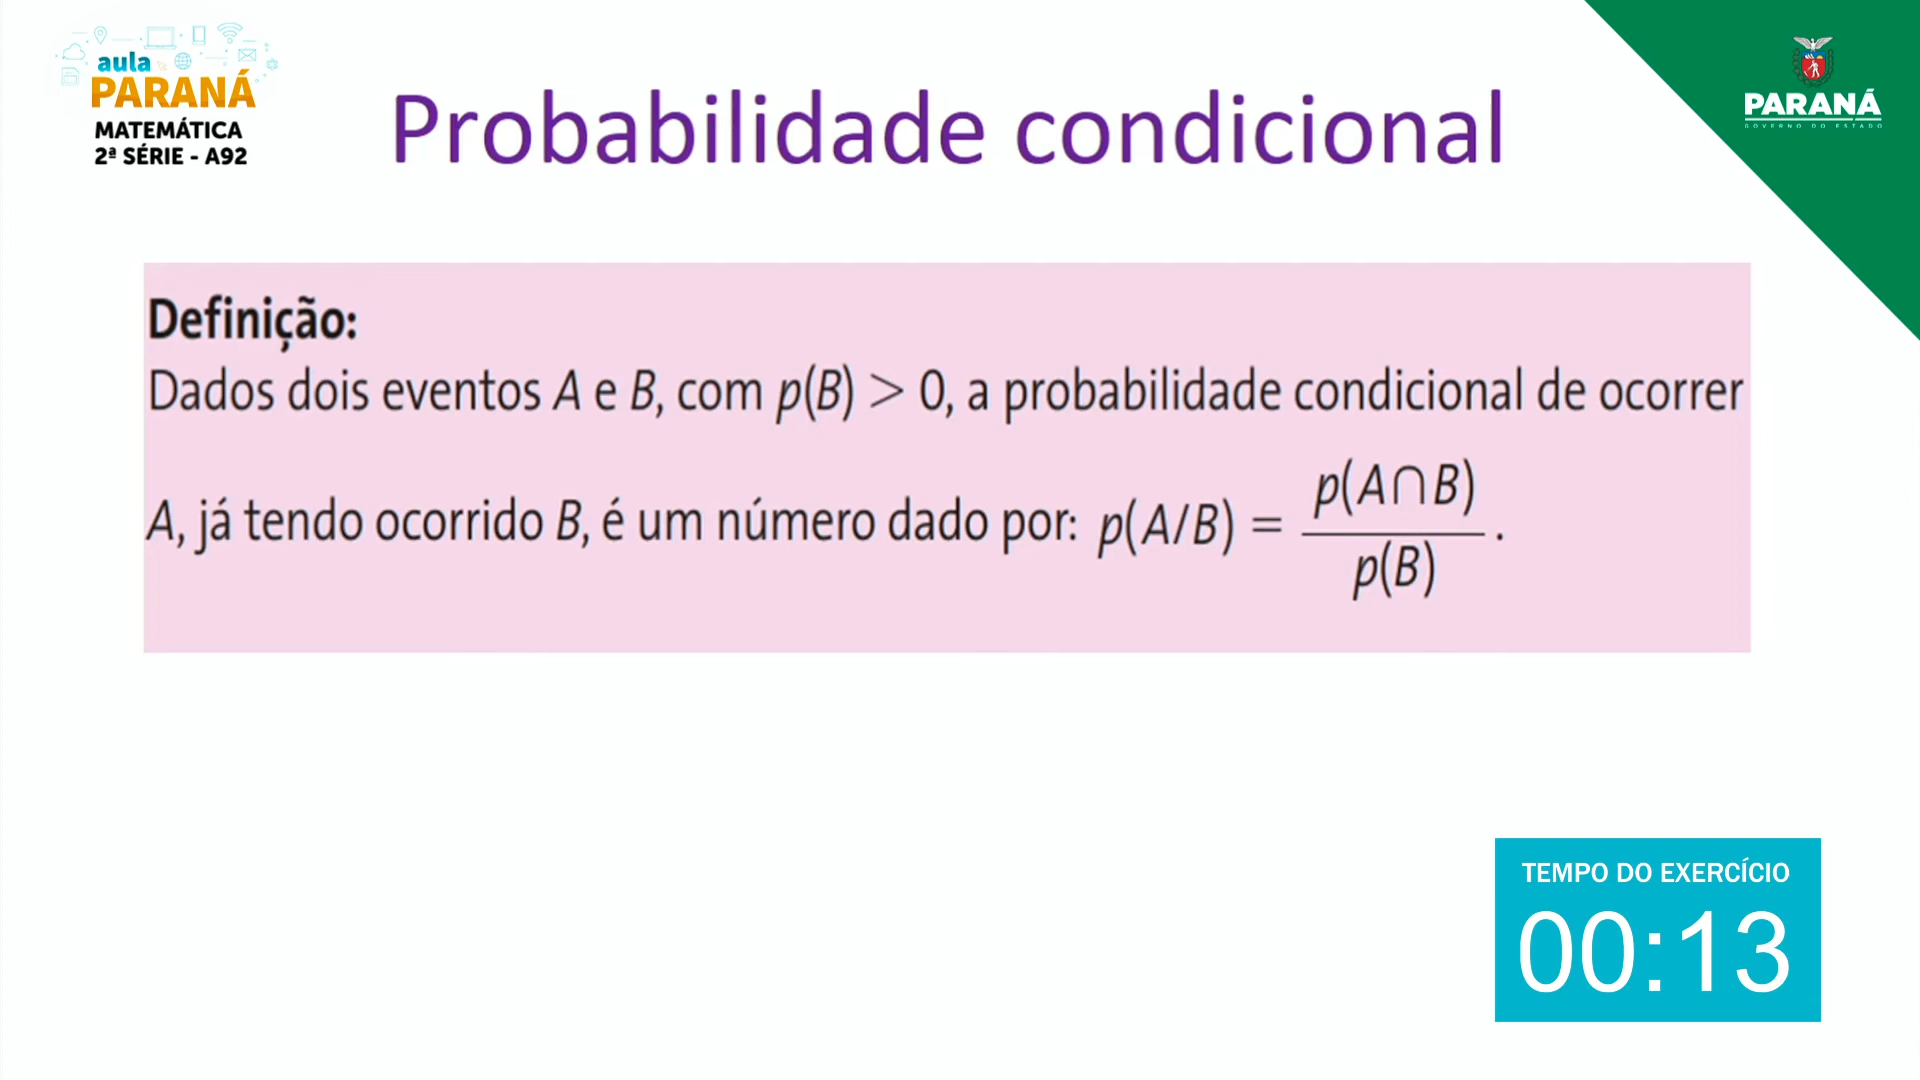 aula
PARANÁ
MATEMÁTICA
2ª SÉRIE - A92
Probabilidade condicional
PARANÁ
GOVERNO DO ESTADO
Definição:
Dados dois eventos A e B, com p(B) > 0, a probabilidade condicional de ocorrer
A, já tendo ocorrido B, é um número dado por: p(A/B) = p(A∩B) / p(B) .
TEMPO DO EXERCÍCIO
00:13